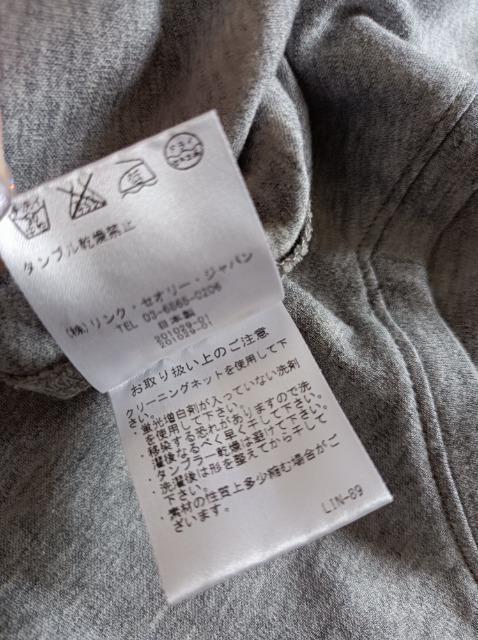 タンブル乾燥禁止
(株)リンク・セオリー・ジャパン
TEL 03-6865-0206
日本製
201029-01
201029-01
お取り扱い上のご注意
クリーニングネットを使用して下
さい。
・蛍光増白剤が入っていない洗剤
を使用して下さい。
移染する恐れがありますので洗
濯後なるべく早く干して下さい。
・タンブラー乾燥は避けて下さい。
洗濯後は形を整えてから干して
下さい。
・素材の性質上多少縮む場合がご
ざいます。
LIN-89